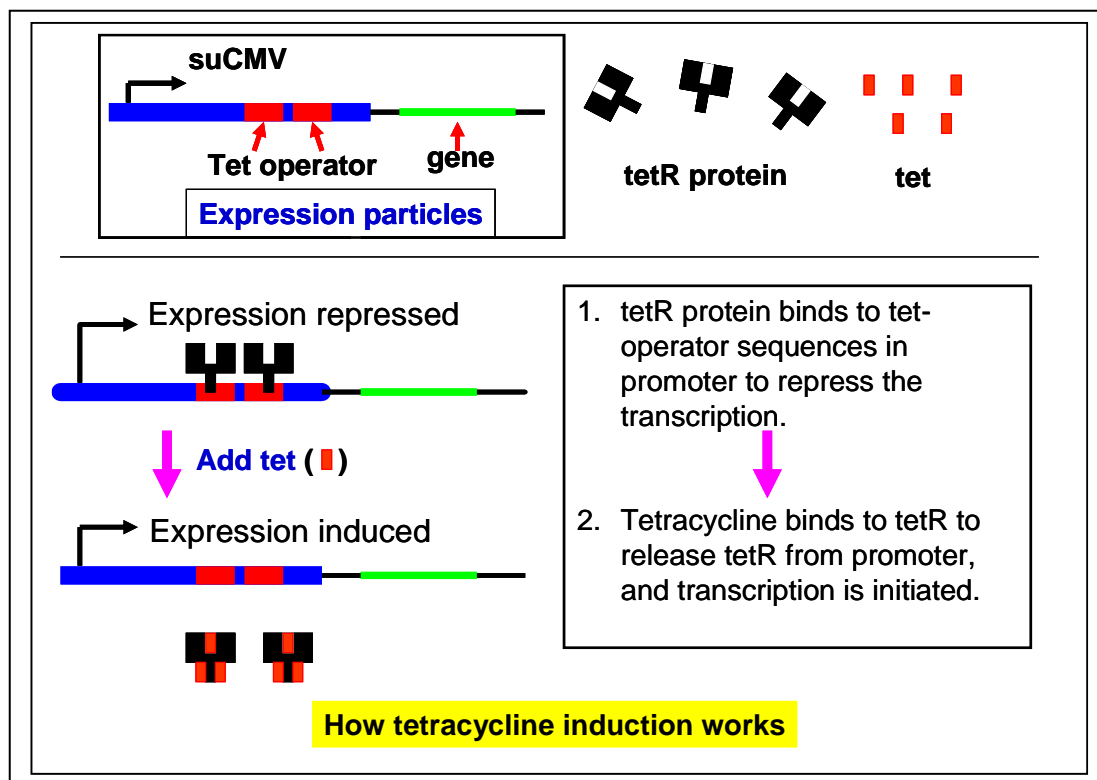 suCMV
Tet operator
gene
Expression particles
tetR protein
tet
Expression repressed
Add tet ( )
Expression induced
1. tetR protein binds to tet-
operator sequences in
promoter to repress the
transcription.
2. Tetracycline binds to tetR to
release tetR from promoter,
and transcription is initiated.
How tetracycline induction works